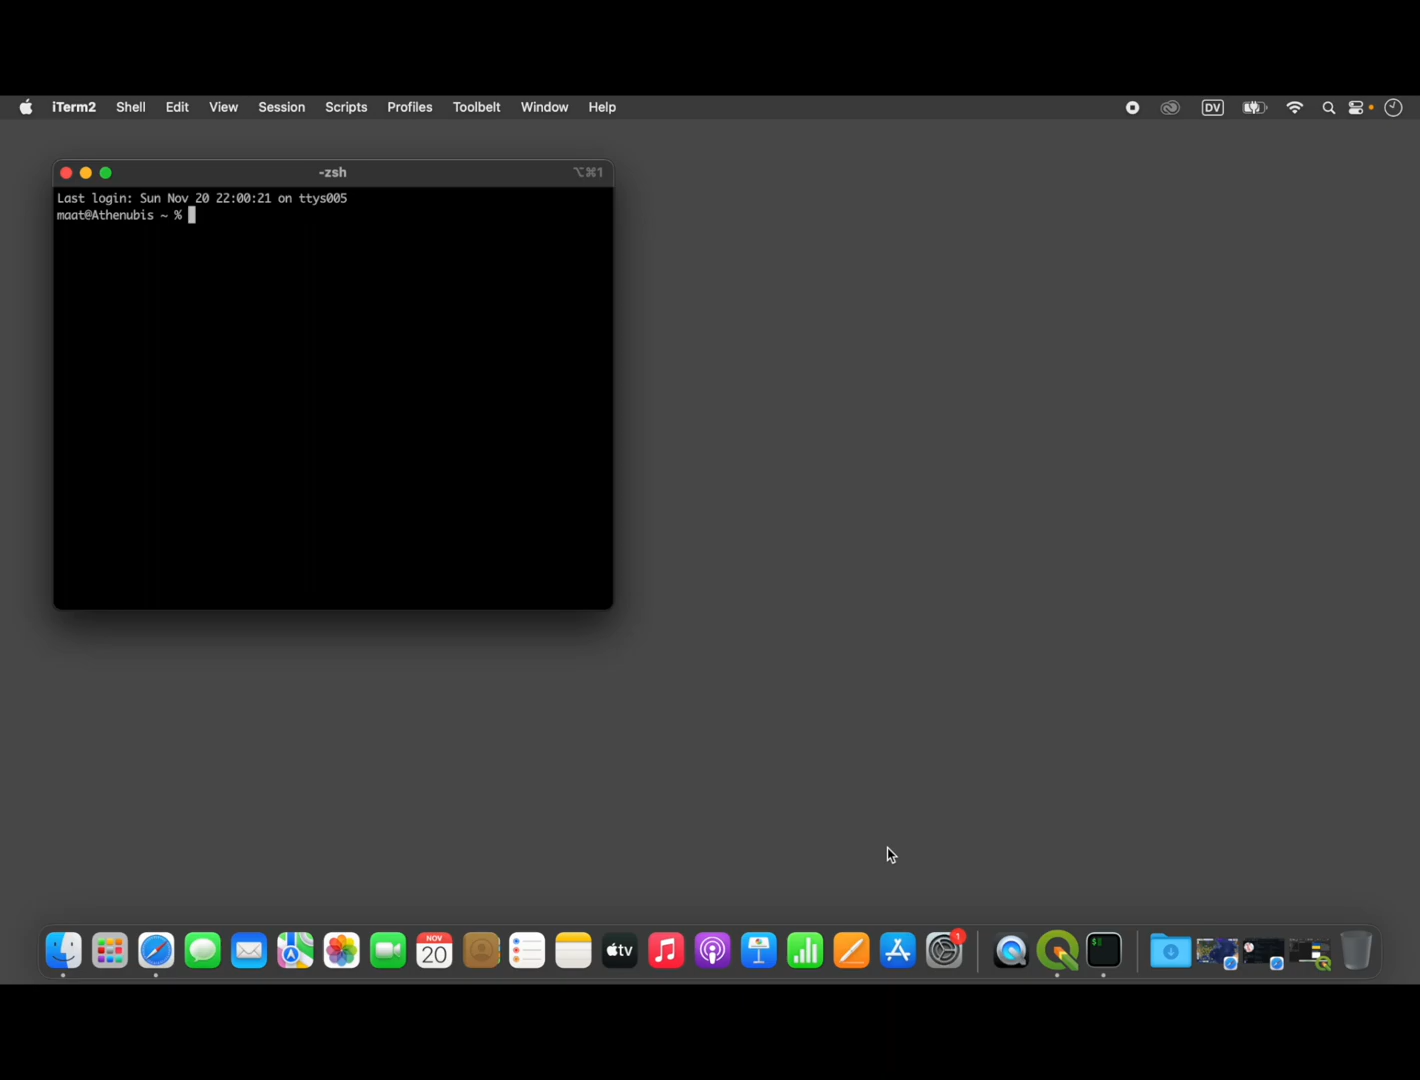 iTerm2 Shell Edit View Session Scripts Profiles Toolbelt Window Help DV
-zsh ⌥⌘1
Last login: Sun Nov 20 22:00:21 on ttys005
maat@Athenubis ~ %
NOV
20
tv
1
$